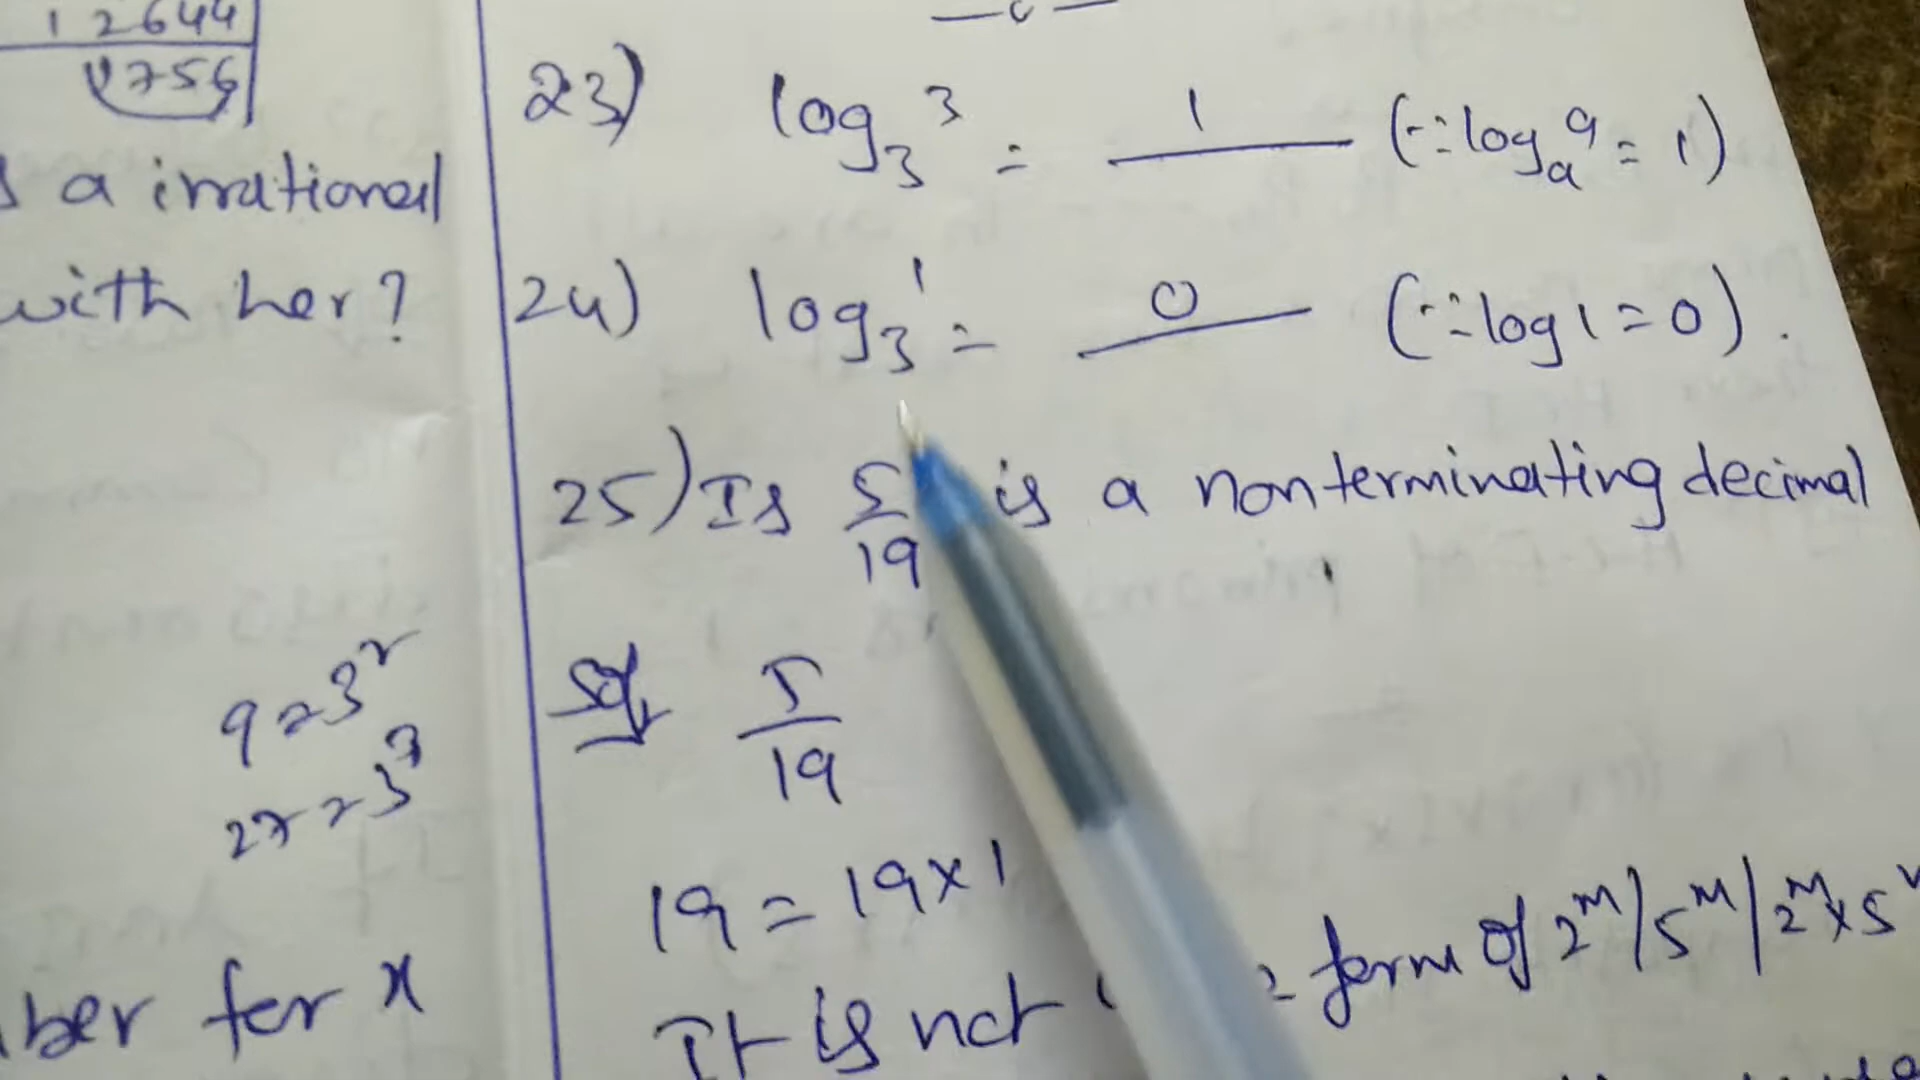 12644
1756
a irrational
with her?
9 = 3²
27 = 3³
for x
23) log₃3 = 1 (∵ logₐa = 1)
24) log₃1 = 0 (∵ log 1 = 0).
25) Is 5/19 is a nonterminating decimal
Sol 5/19
19 = 19×1
It is not form of 2ᵐ/5ᵐ/2ᵐ×5